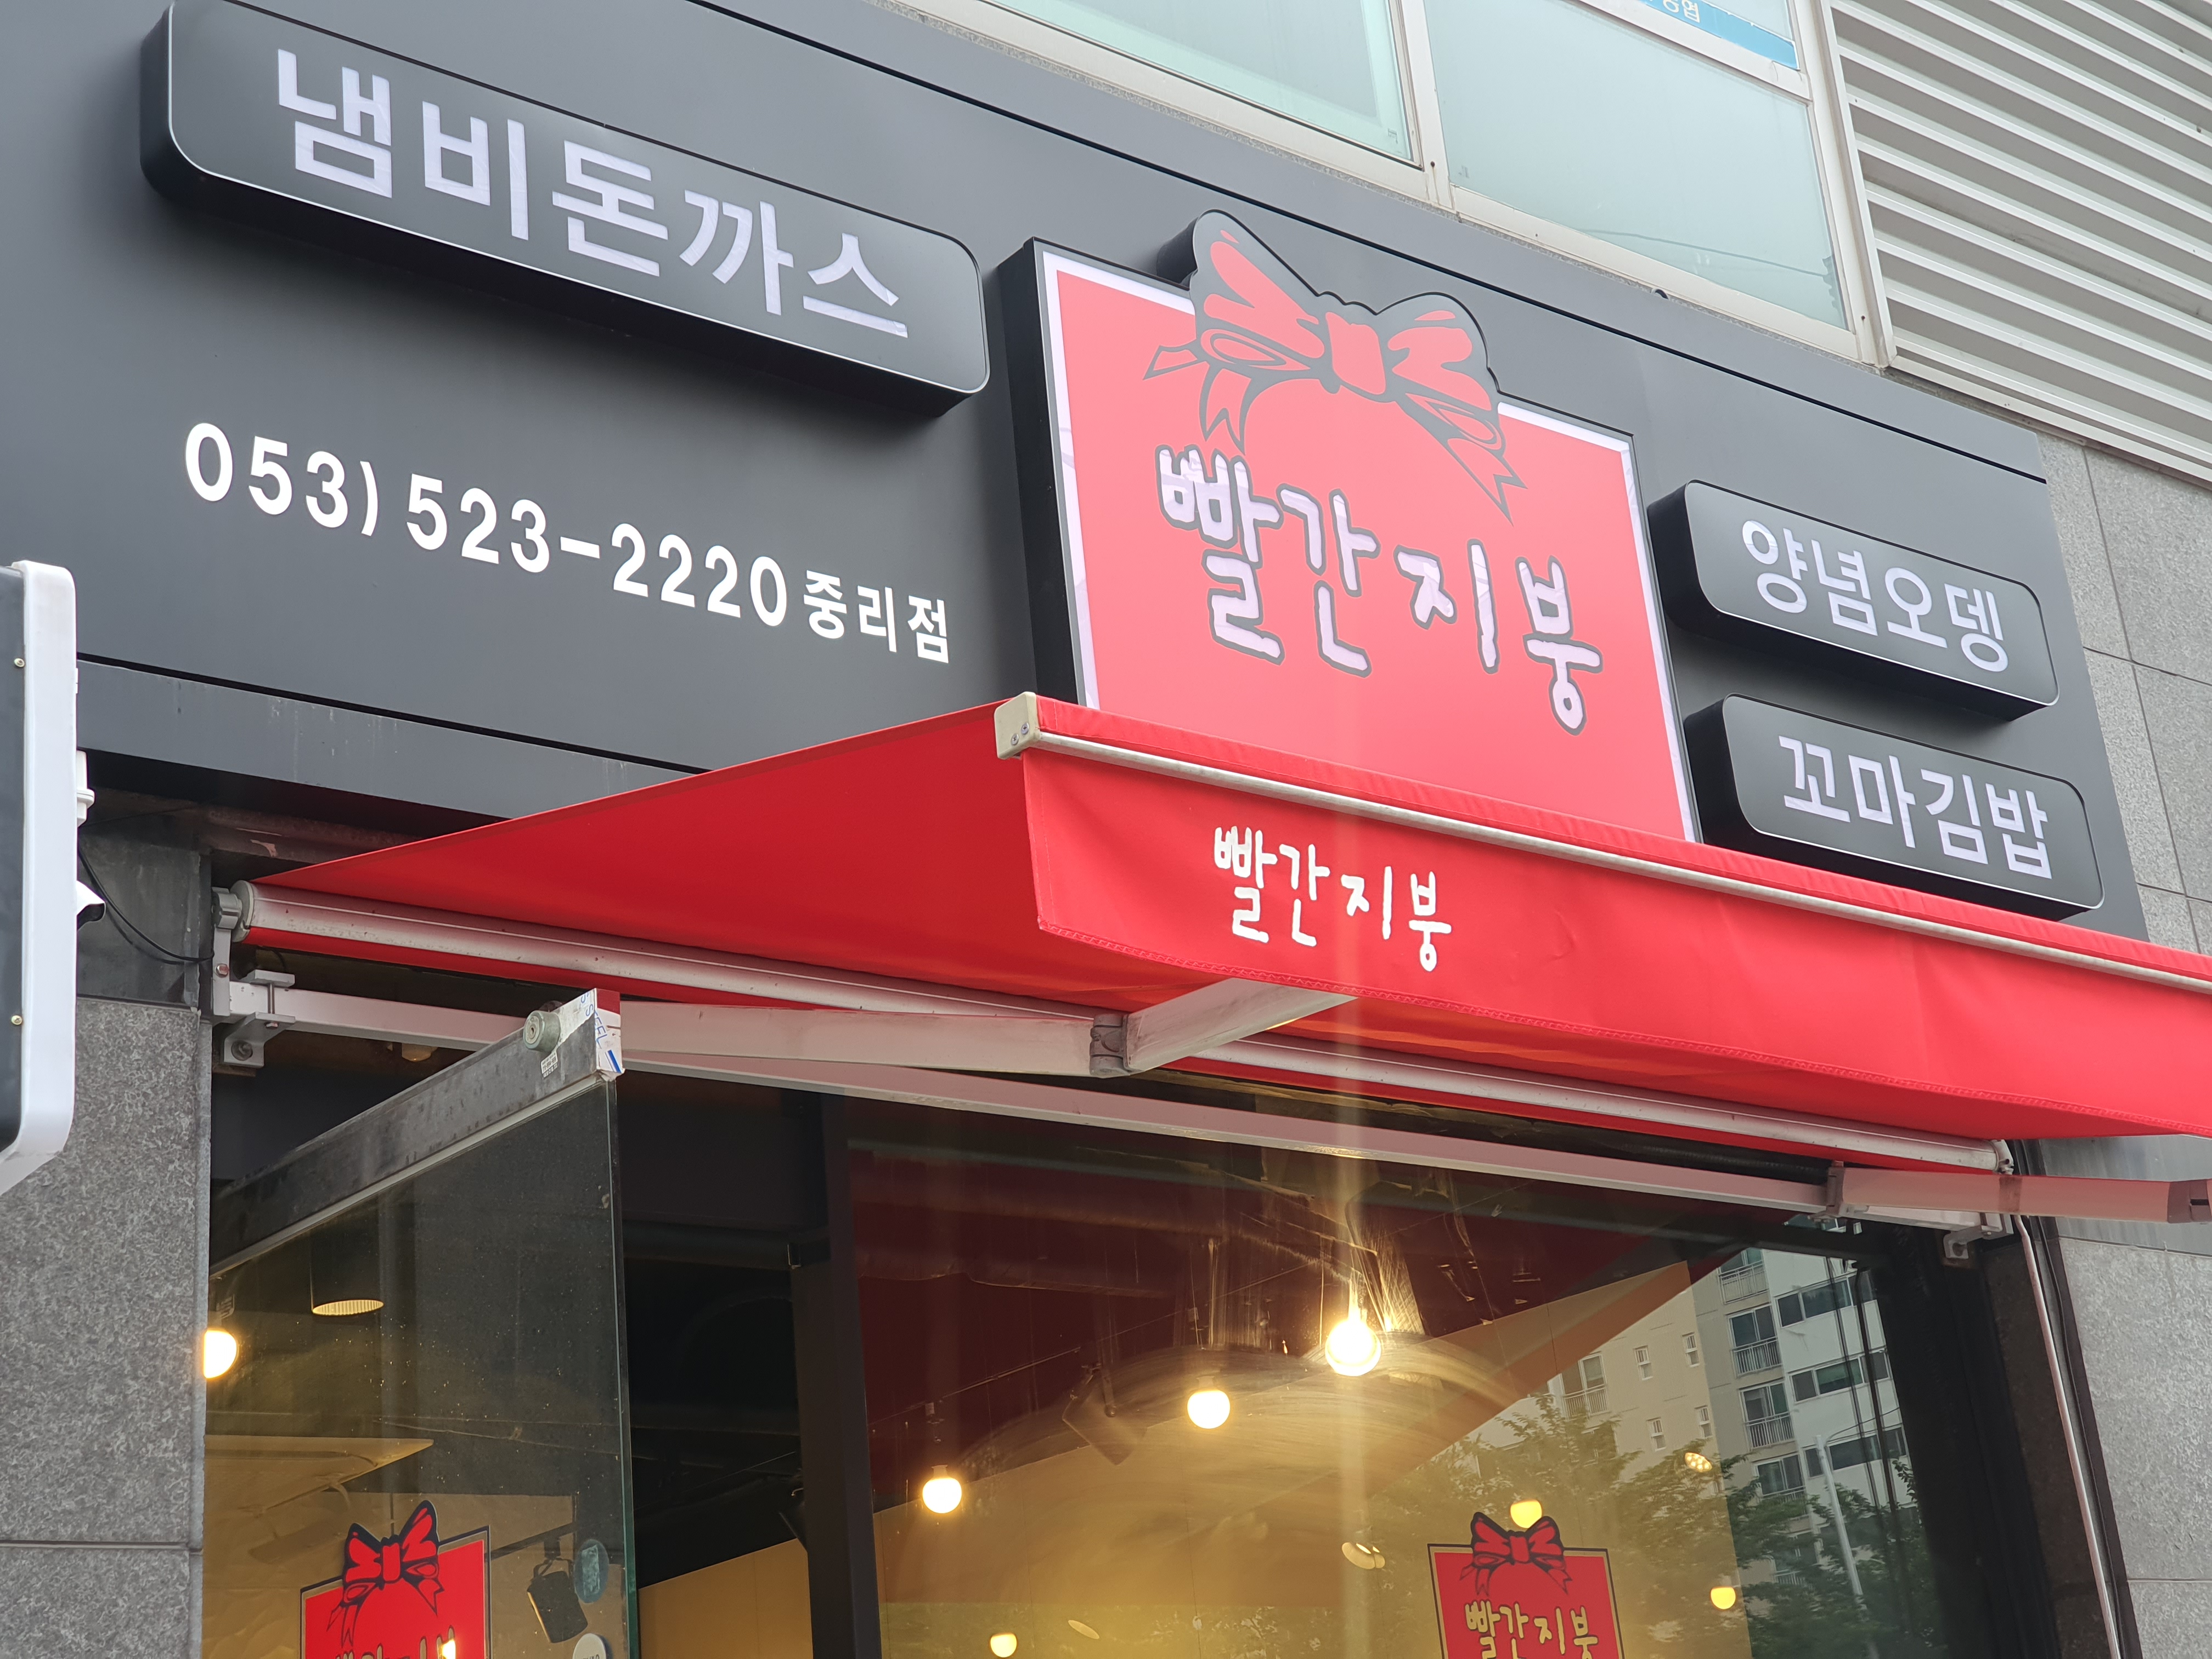 냄비돈까스
053) 523-2220 중리점
빨간지붕
양념오뎅
꼬마김밥
빨간지붕
빨간지붕